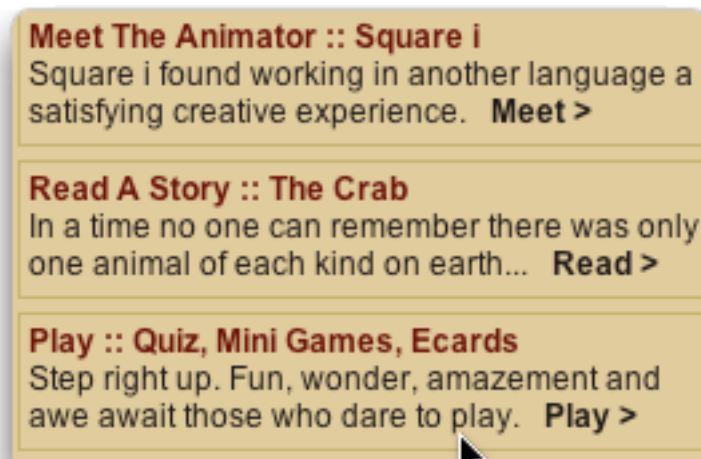 Meet The Animator :: Square i
Square i found working in another language a
satisfying creative experience. Meet >
Read A Story :: The Crab
In a time no one can remember there was only
one animal of each kind on earth... Read >
Play :: Quiz, Mini Games, Ecards
Step right up. Fun, wonder, amazement and
awe await those who dare to play. Play >